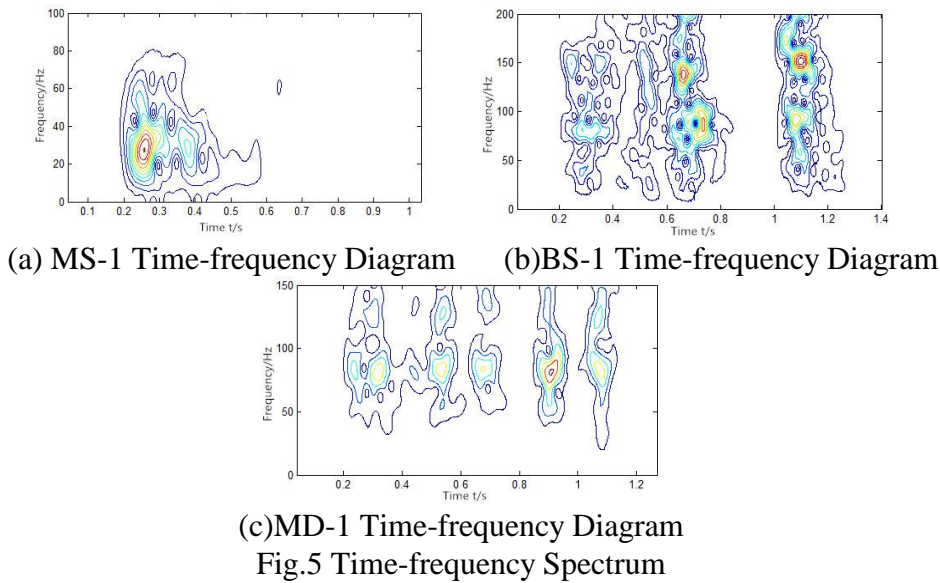 100
80
60
40
20
0
Frequency/Hz
0.1 0.2 0.3 0.4 0.5 0.6 0.7 0.8 0.9 1
Time t/s
200
150
100
50
0
Frequency/Hz
0.2 0.4 0.6 0.8 1 1.2 1.4
Time t/s
(a) MS-1 Time-frequency Diagram (b)BS-1 Time-frequency Diagram
150
100
50
0
Frequency/Hz
0.2 0.4 0 6 0.8 1 1.2
Time t/s
(c)MD-1 Time-frequency Diagram
Fig.5 Time-frequency Spectrum